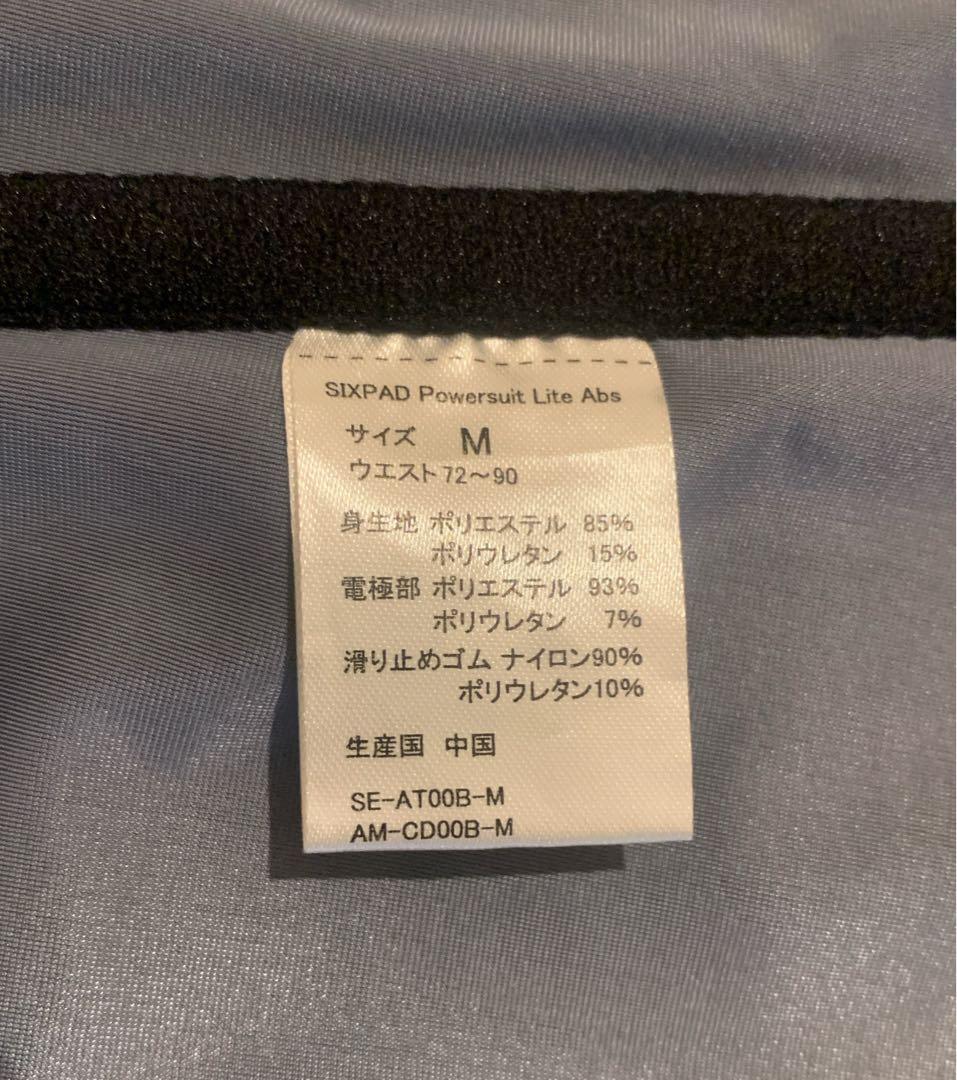 SIXPAD Powersuit Lite Abs
サイズ M
ウエスト72～90
身生地 ポリエステル 85%
ポリウレタン 15%
電極部 ポリエステル 93%
ポリウレタン 7%
滑り止めゴム ナイロン90%
ポリウレタン10%
生産国 中国
SE-AT00B-M
AM-CD00B-M